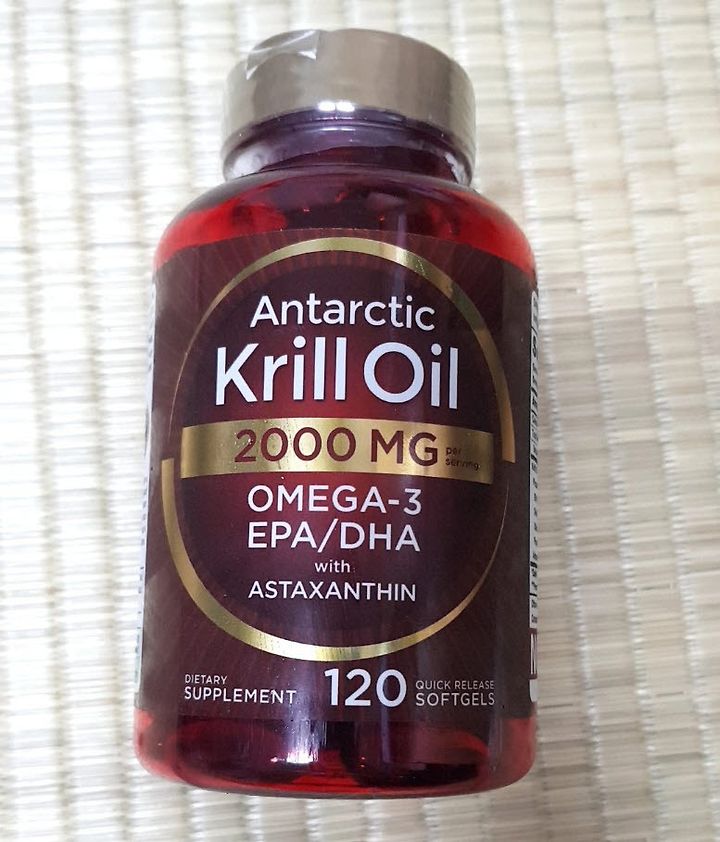 Antarctic
Krill Oil
2000 MG per serving
OMEGA-3
EPA/DHA
with
ASTAXANTHIN
DIETARY
SUPPLEMENT
120
QUICK RELEASE
SOFTGELS